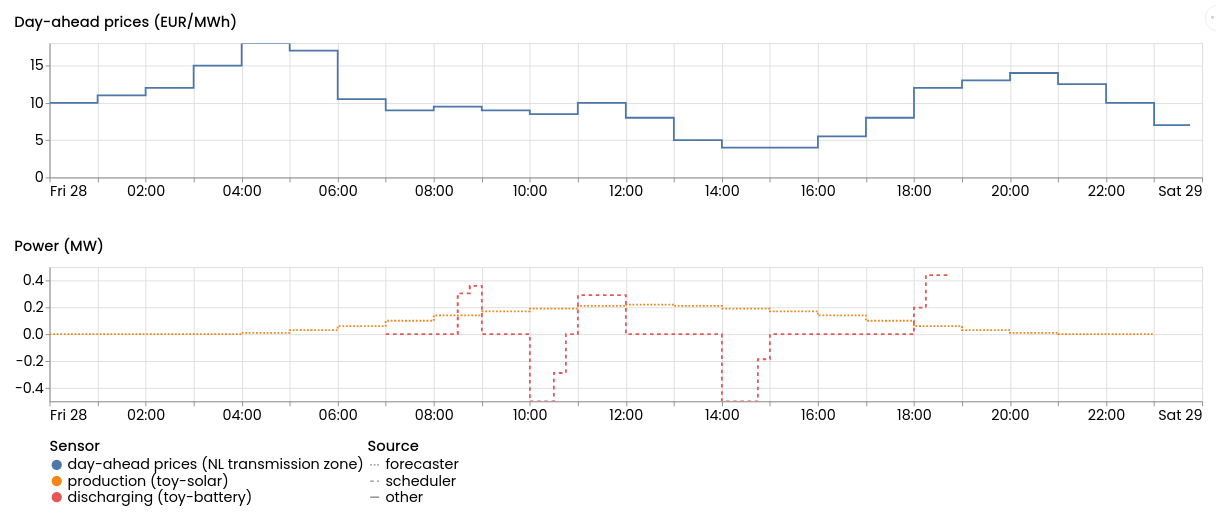 Day-ahead prices (EUR/MWh)
15
10
5
0
Fri 28 02:00 04:00 06:00 08:00 10:00 12:00 14:00 16:00 18:00 20:00 22:00 Sat 29
Power (MW)
0.4
0.2
0.0
−0.2
−0.4
Fri 28 02:00 04:00 06:00 08:00 10:00 12:00 14:00 16:00 18:00 20:00 22:00 Sat 29
Sensor
day-ahead prices (NL transmission zone)
production (toy-solar)
discharging (toy-battery)
Source
forecaster
scheduler
other